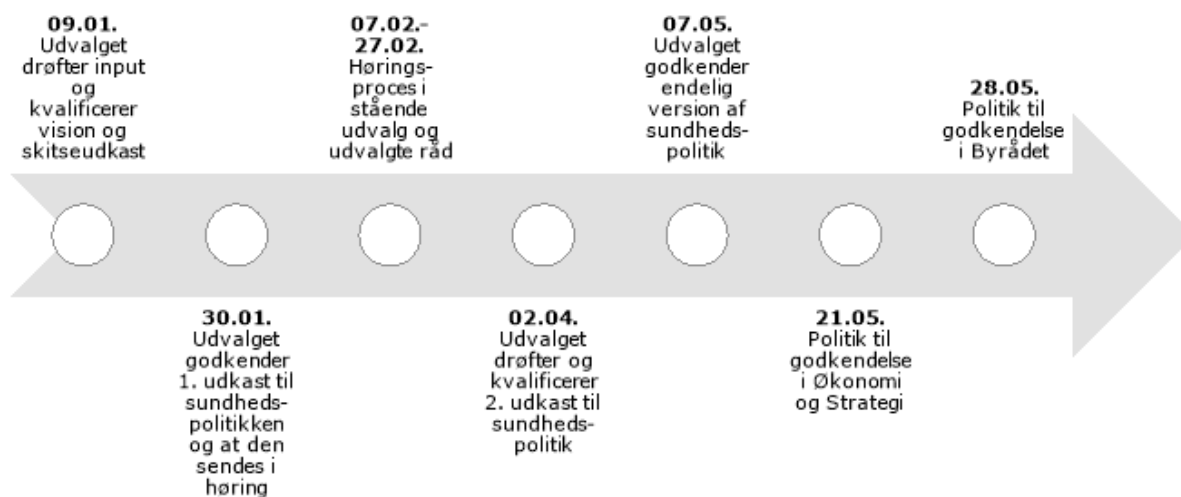 09.01.
Udvalget
drøfter input
og
kvalificerer
vision og
skitseudkast
30.01.
Udvalget
godkender
1. udkast til
sundheds-
politikken
og at den
sendes i
høring
07.02.-
27.02.
Hørings-
proces i
stående
udvalg og
udvalgte råd
02.04.
Udvalget
drøfter og
kvalificerer
2. udkast til
sundheds-
politik
07.05.
Udvalget
godkender
endelig
version af
sundheds-
politik
21.05.
Politik til
godkendelse
i Økonomi
og Strategi
28.05.
Politik til
godkendelse
i Byrådet